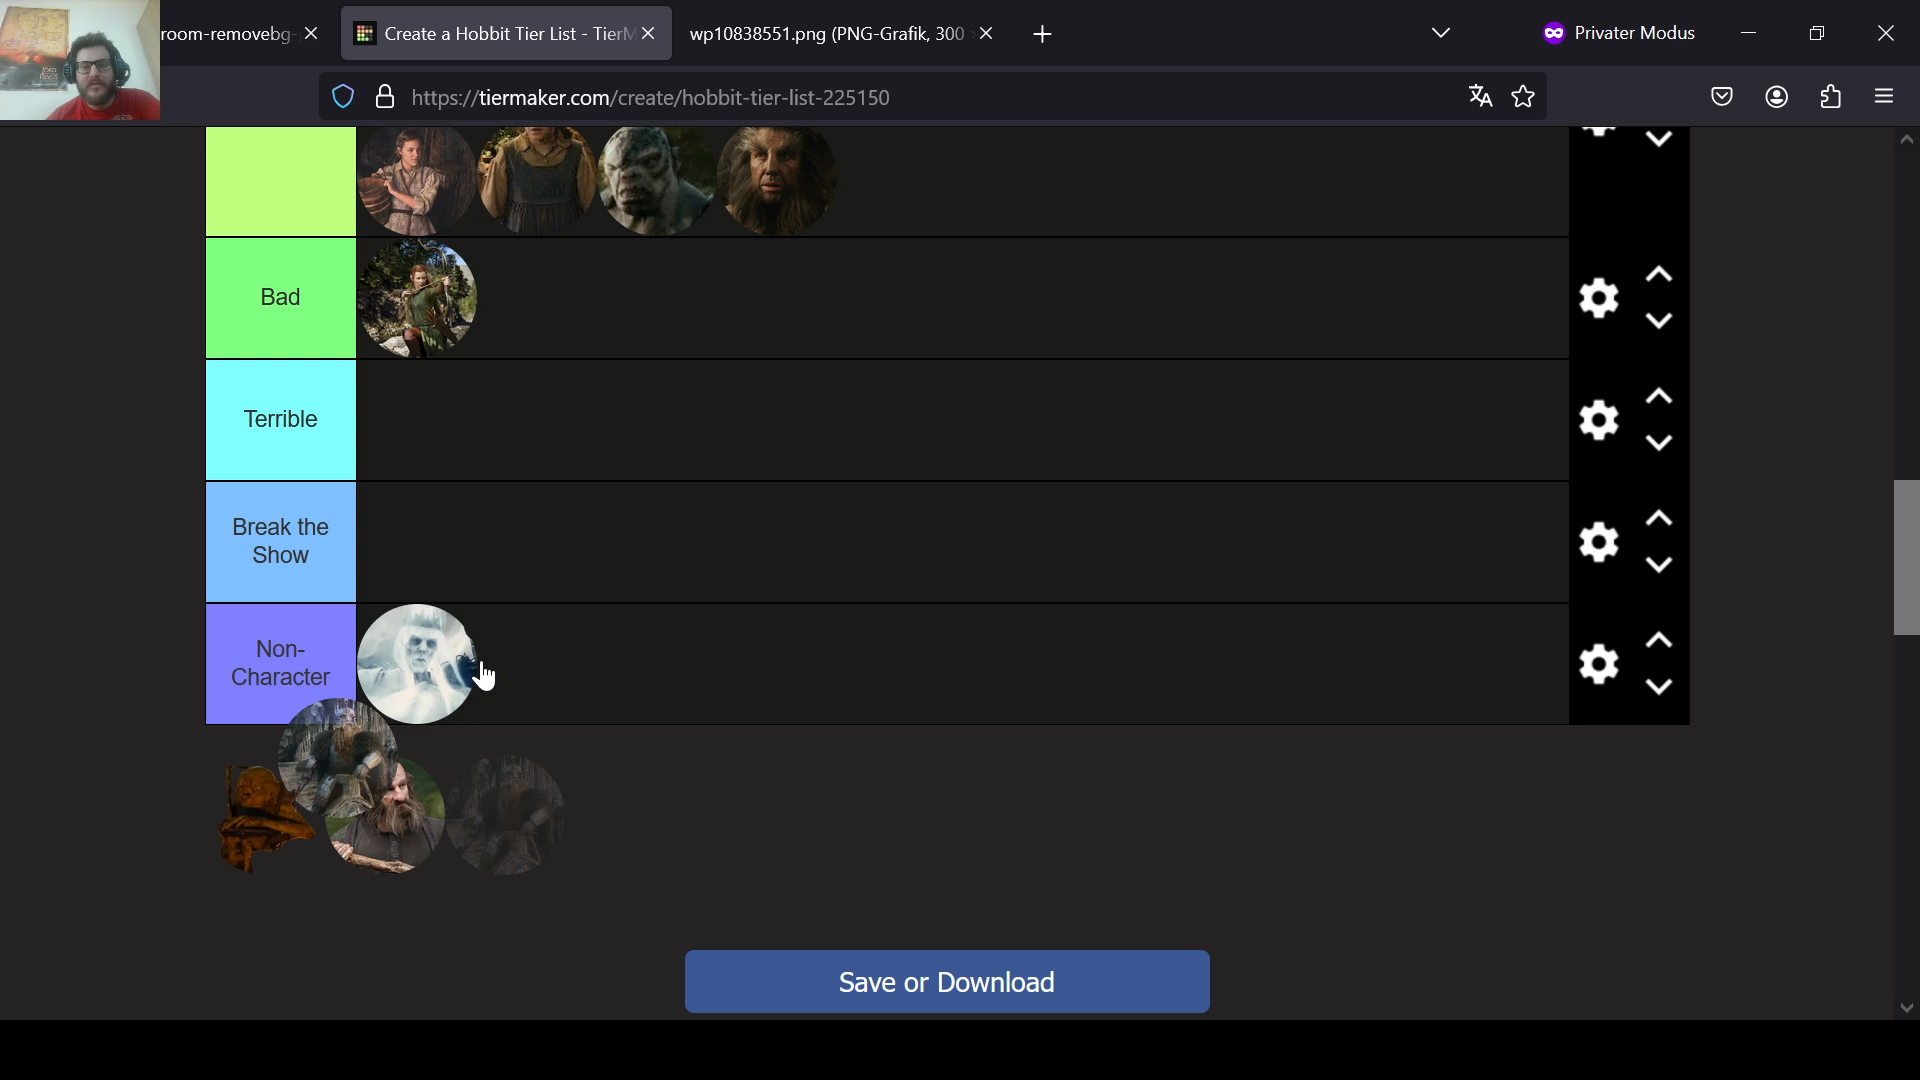 room-removebg-
Create a Hobbit Tier List - TierM
wp10838551.png (PNG-Grafik, 300
Privater Modus
https://tiermaker.com/create/hobbit-tier-list-225150
Bad
Terrible
Break the
Show
Non-
Character
Save or Download